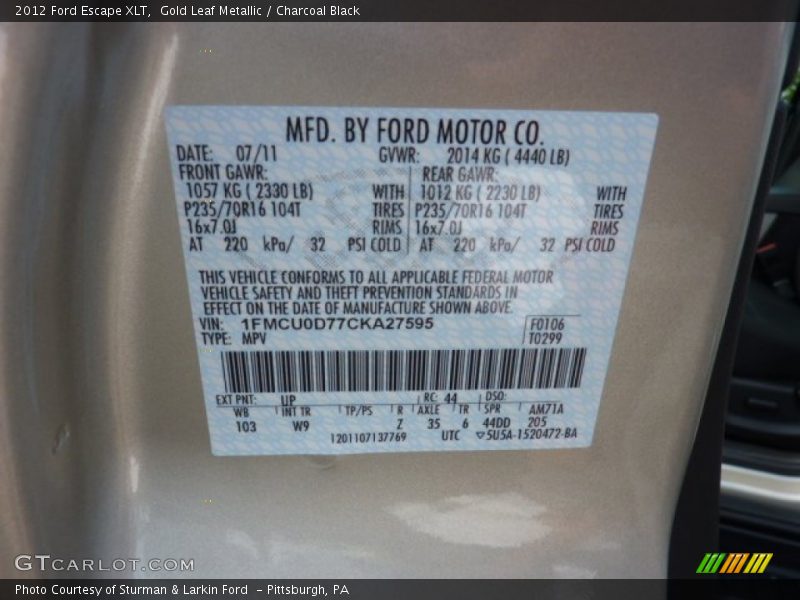 2012 Ford Escape XLT,  Gold Leaf Metallic / Charcoal Black
MFD. BY FORD MOTOR CO.
DATE: 07/11 GVWR: 2014 KG ( 4440 LB)
FRONT GAWR: REAR GAWR:
1057 KG ( 2330 LB) WITH 1012 KG ( 2230 LB) WITH
P235/70R16 104T TIRES P235/70R16 104T TIRES
16x7.0J RIMS 16x7.0J RIMS
AT 220 kPa/ 32 PSI COLD AT 220 kPa/ 32 PSI COLD
THIS VEHICLE CONFORMS TO ALL APPLICABLE FEDERAL MOTOR
VEHICLE SAFETY AND THEFT PREVENTION STANDARDS IN
EFFECT ON THE DATE OF MANUFACTURE SHOWN ABOVE.
VIN: 1FMCU0D77CKA27595 F0106
TYPE: MPV T0299
EXT PNT: UP RC: 44 DSO:
WB INT TR TP/PS R AXLE TR SPR AM71A
103 W9 Z 35 6 44DD 205
1201107137769 UTC ▽5U5A-1520472-BA
GTCARLOT.COM
Photo Courtesy of Sturman & Larkin Ford  - Pittsburgh, PA